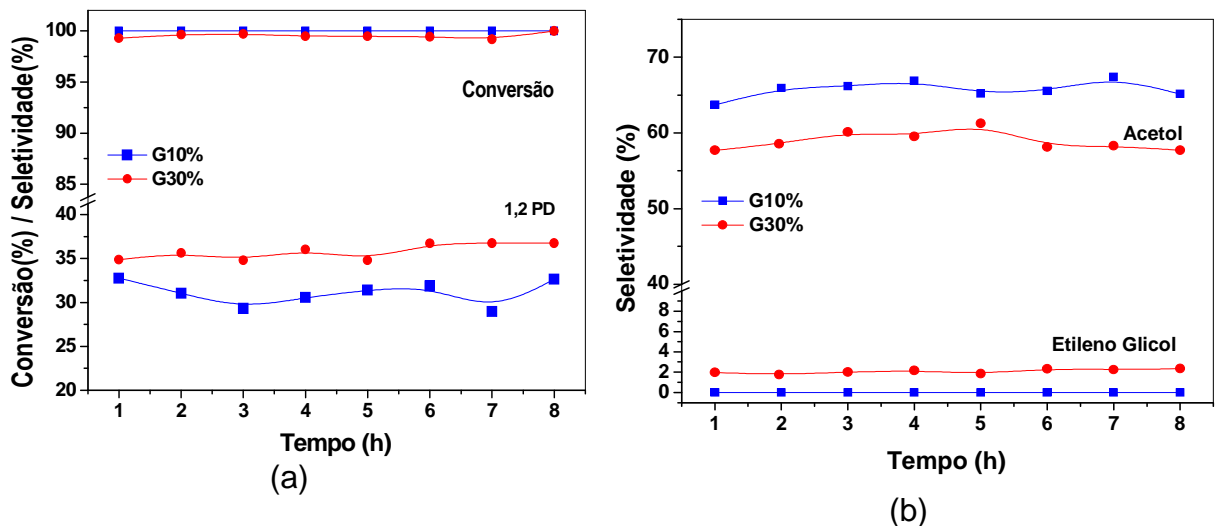 Conversão(%) / Seletividade(%)
100
95
90
85
40
35
30
25
20
Conversão
G10%
G30%
1,2 PD
1 2 3 4 5 6 7 8
Tempo (h)
(a)
Seletividade (%)
70
60
50
40
8
6
4
2
0
Acetol
G10%
G30%
Etileno Glicol
1 2 3 4 5 6 7 8
Tempo (h)
(b)